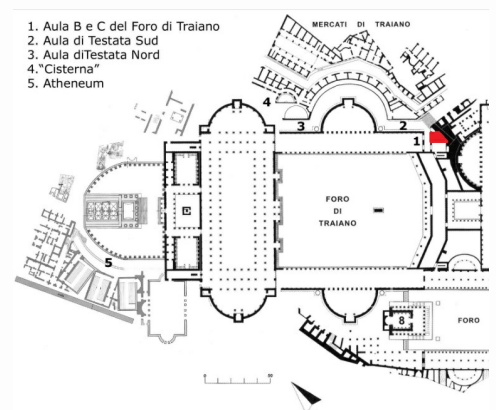 1. Aula B e C del Foro di Traiano
2. Aula di Testata Sud
3. Aula diTestata Nord
4."Cisterna"
5. Atheneum
MERCATI DI TRAIANO
4
3
2
1
FORO
DI
TRAIANO
5
8
FORO